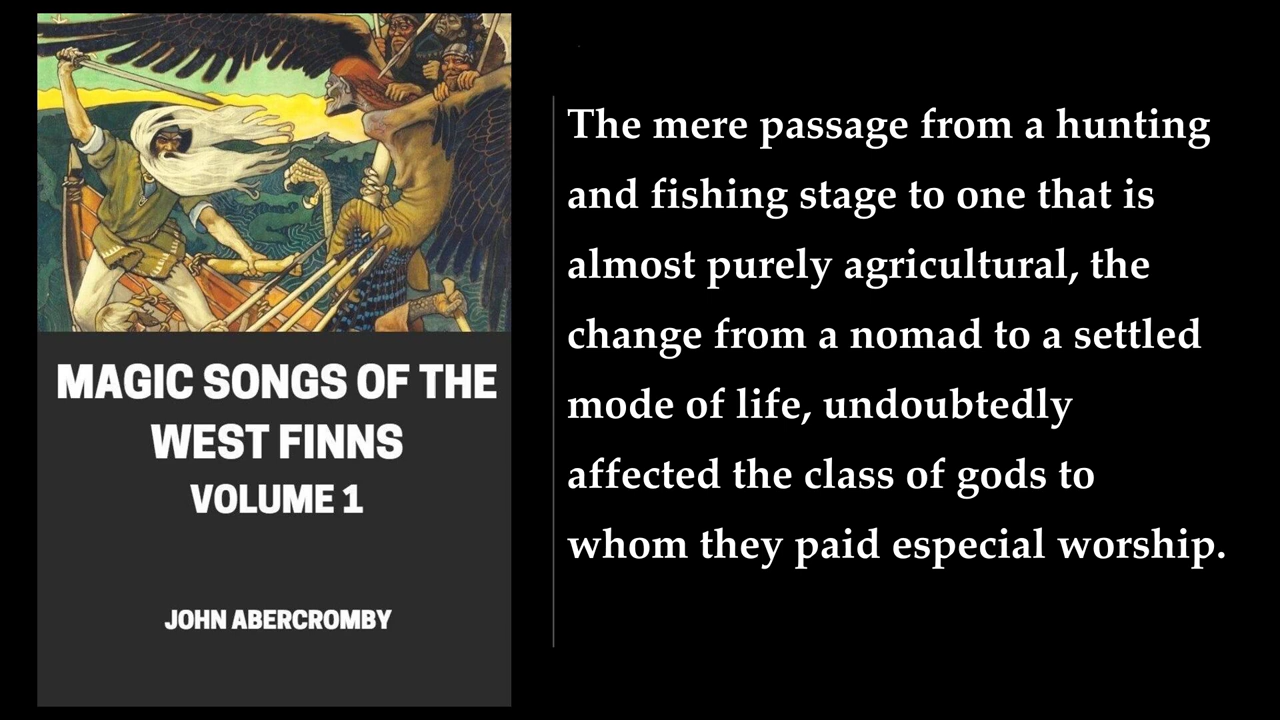 MAGIC SONGS OF THE
WEST FINNS
VOLUME 1
JOHN ABERCROMBY
The mere passage from a hunting
and fishing stage to one that is
almost purely agricultural, the
change from a nomad to a settled
mode of life, undoubtedly
affected the class of gods to
whom they paid especial worship.